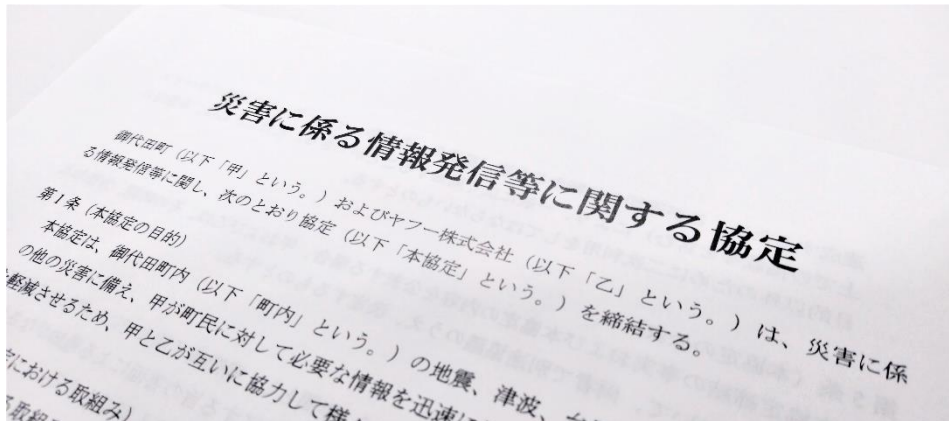 災害に係る情報発信等に関する協定
御代田町(以下「甲」という。)およびヤフー株式会社(以下「乙」という。)は、災害に係
る情報発信等に関し、次のとおり協定(以下「本協定」という。)を締結する。
第1条(本協定の目的)
本協定は、御代田町内(以下「町内」という。)の地震、津波、
の他の災害に備え、甲が町民に対して必要な情報を迅速に
軽減させるため、甲と乙が互いに協力して様
における取組み)